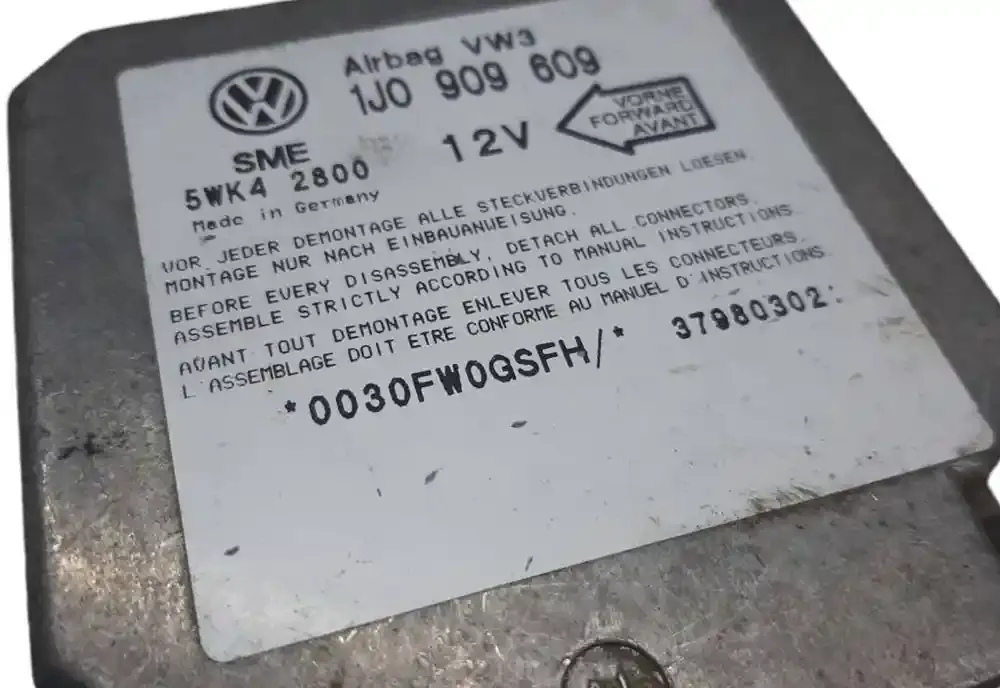 Airbag VW3
1J0 909 609
VORNE
FORWARD
AVANT
12V
SME
5WK4 2800
Made in Germany
VOR JEDER DEMONTAGE ALLE STECKVERBINDUNGEN LOESEN.
MONTAGE NUR NACH EINBAUANWEISUNG.
BEFORE EVERY DISASSEMBLY, DETACH ALL CONNECTORS.
ASSEMBLE STRICTLY ACCORDING TO MANUAL INSTRUCTIONS.
AVANT TOUT DEMONTAGE ENLEVER TOUS LES CONNECTEURS.
L'ASSEMBLAGE DOIT ETRE CONFORME AU MANUEL D'INSTRUCTIONS.
*0030FW0GSFH/* 37980302